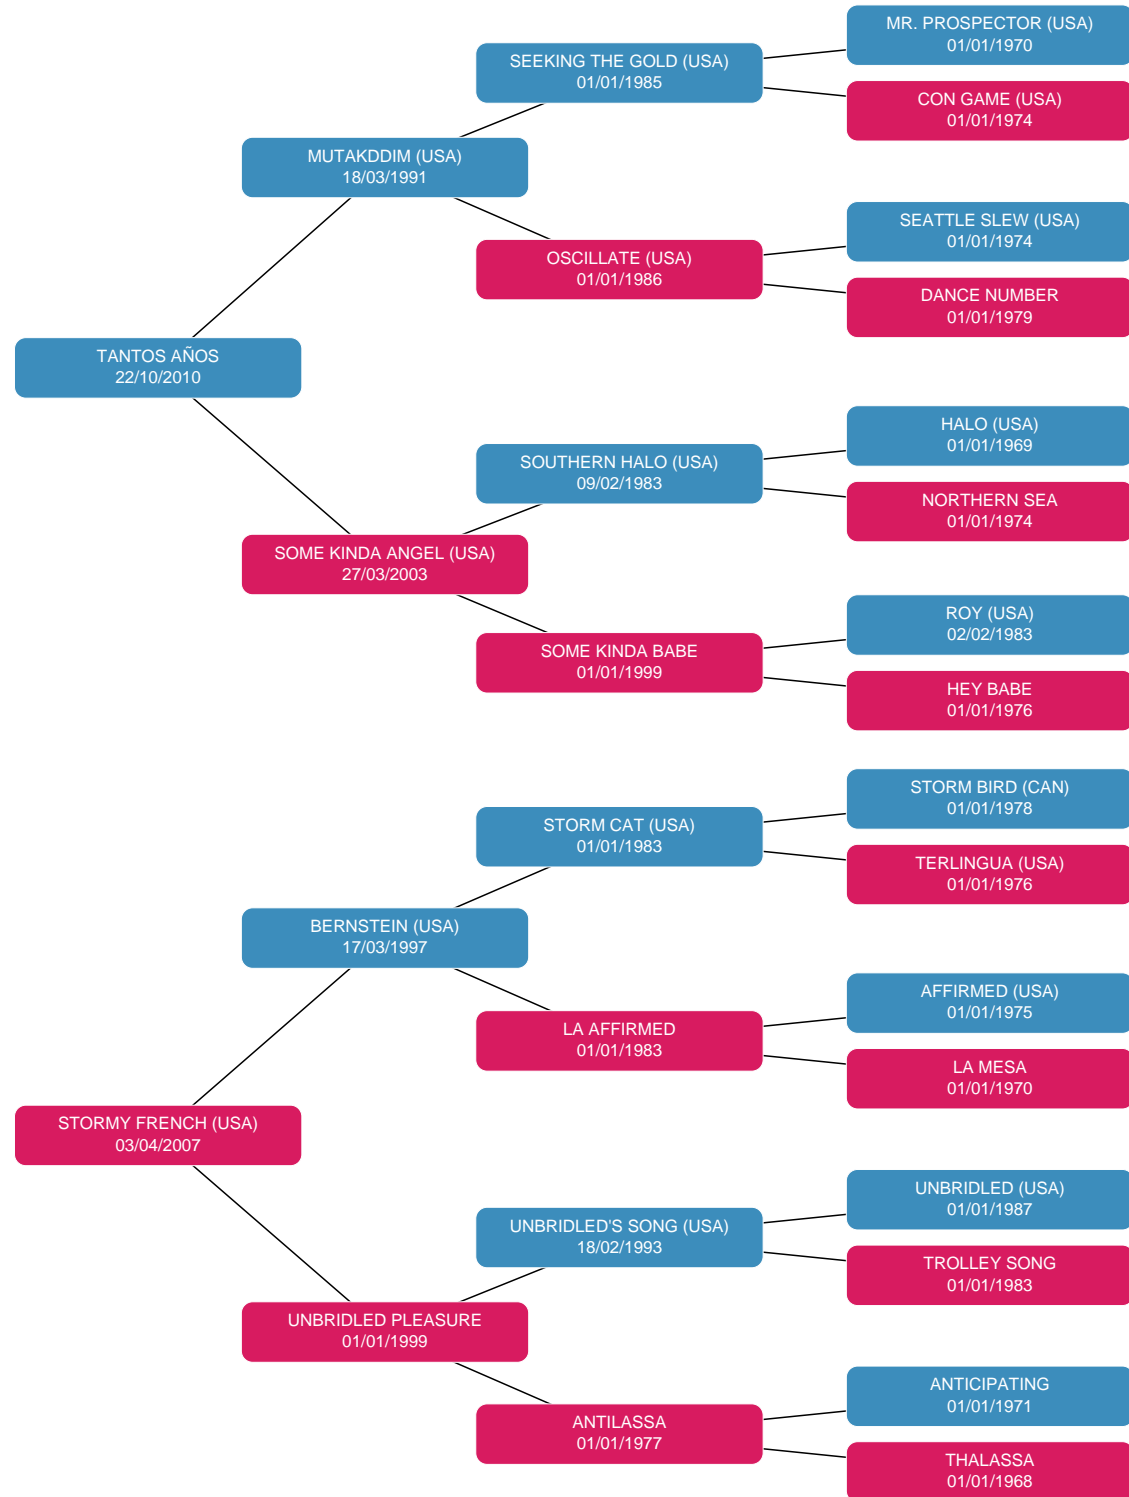 MR. PROSPECTOR (USA)
01/01/1970
SEEKING THE GOLD (USA)
01/01/1985
CON GAME (USA)
01/01/1974
MUTAKDDIM (USA)
18/03/1991
SEATTLE SLEW (USA)
01/01/1974
OSCILLATE (USA)
01/01/1986
DANCE NUMBER
01/01/1979
TANTOS AÑOS
22/10/2010
HALO (USA)
01/01/1969
SOUTHERN HALO (USA)
09/02/1983
NORTHERN SEA
01/01/1974
SOME KINDA ANGEL (USA)
27/03/2003
ROY (USA)
02/02/1983
SOME KINDA BABE
01/01/1999
HEY BABE
01/01/1976
STORM BIRD (CAN)
01/01/1978
STORM CAT (USA)
01/01/1983
TERLINGUA (USA)
01/01/1976
BERNSTEIN (USA)
17/03/1997
AFFIRMED (USA)
01/01/1975
LA AFFIRMED
01/01/1983
LA MESA
01/01/1970
STORMY FRENCH (USA)
03/04/2007
UNBRIDLED (USA)
01/01/1987
UNBRIDLED'S SONG (USA)
18/02/1993
TROLLEY SONG
01/01/1983
UNBRIDLED PLEASURE
01/01/1999
ANTICIPATING
01/01/1971
ANTILASSA
01/01/1977
THALASSA
01/01/1968